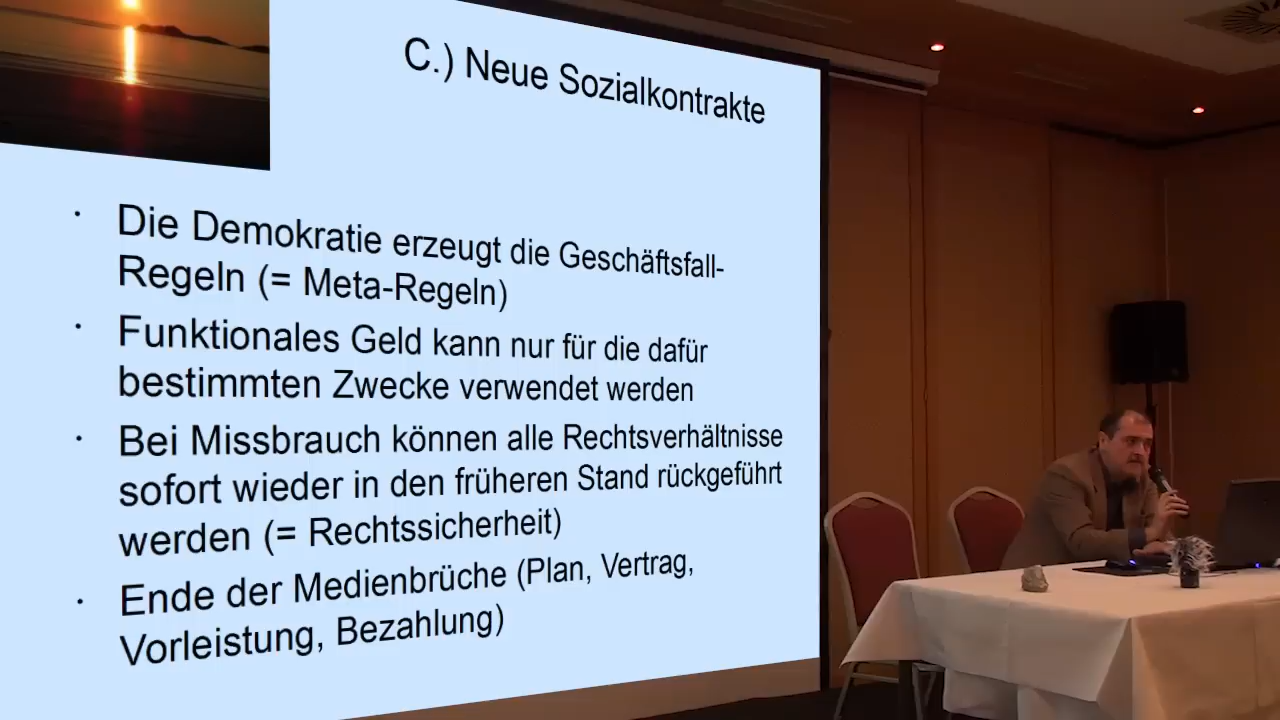 C.) Neue Sozialkontrakte
· Die Demokratie erzeugt die Geschäftsfall-
Regeln (= Meta-Regeln)
· Funktionales Geld kann nur für die dafür
bestimmten Zwecke verwendet werden
· Bei Missbrauch können alle Rechtsverhältnisse
sofort wieder in den früheren Stand rückgeführt
werden (= Rechtssicherheit)
· Ende der Medienbrüche (Plan, Vertrag,
Vorleistung, Bezahlung)